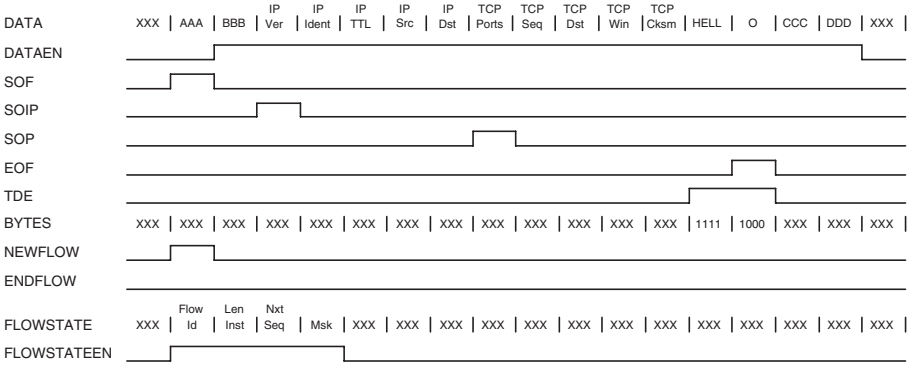 IP IP IP IP IP TCP TCP TCP TCP TCP
DATA XXX AAA BBB Ver Ident TTL Src Dst Ports Seq Dst Win Cksm HELL O CCC DDD XXX
DATAEN
SOF
SOIP
SOP
EOF
TDE
BYTES XXX XXX XXX XXX XXX XXX XXX XXX XXX XXX XXX XXX XXX 1111 1000 XXX XXX XXX
NEWFLOW
ENDFLOW
Flow Len Nxt
FLOWSTATE XXX Id Inst Seq Msk XXX XXX XXX XXX XXX XXX XXX XXX XXX XXX XXX XXX XXX
FLOWSTATEEN